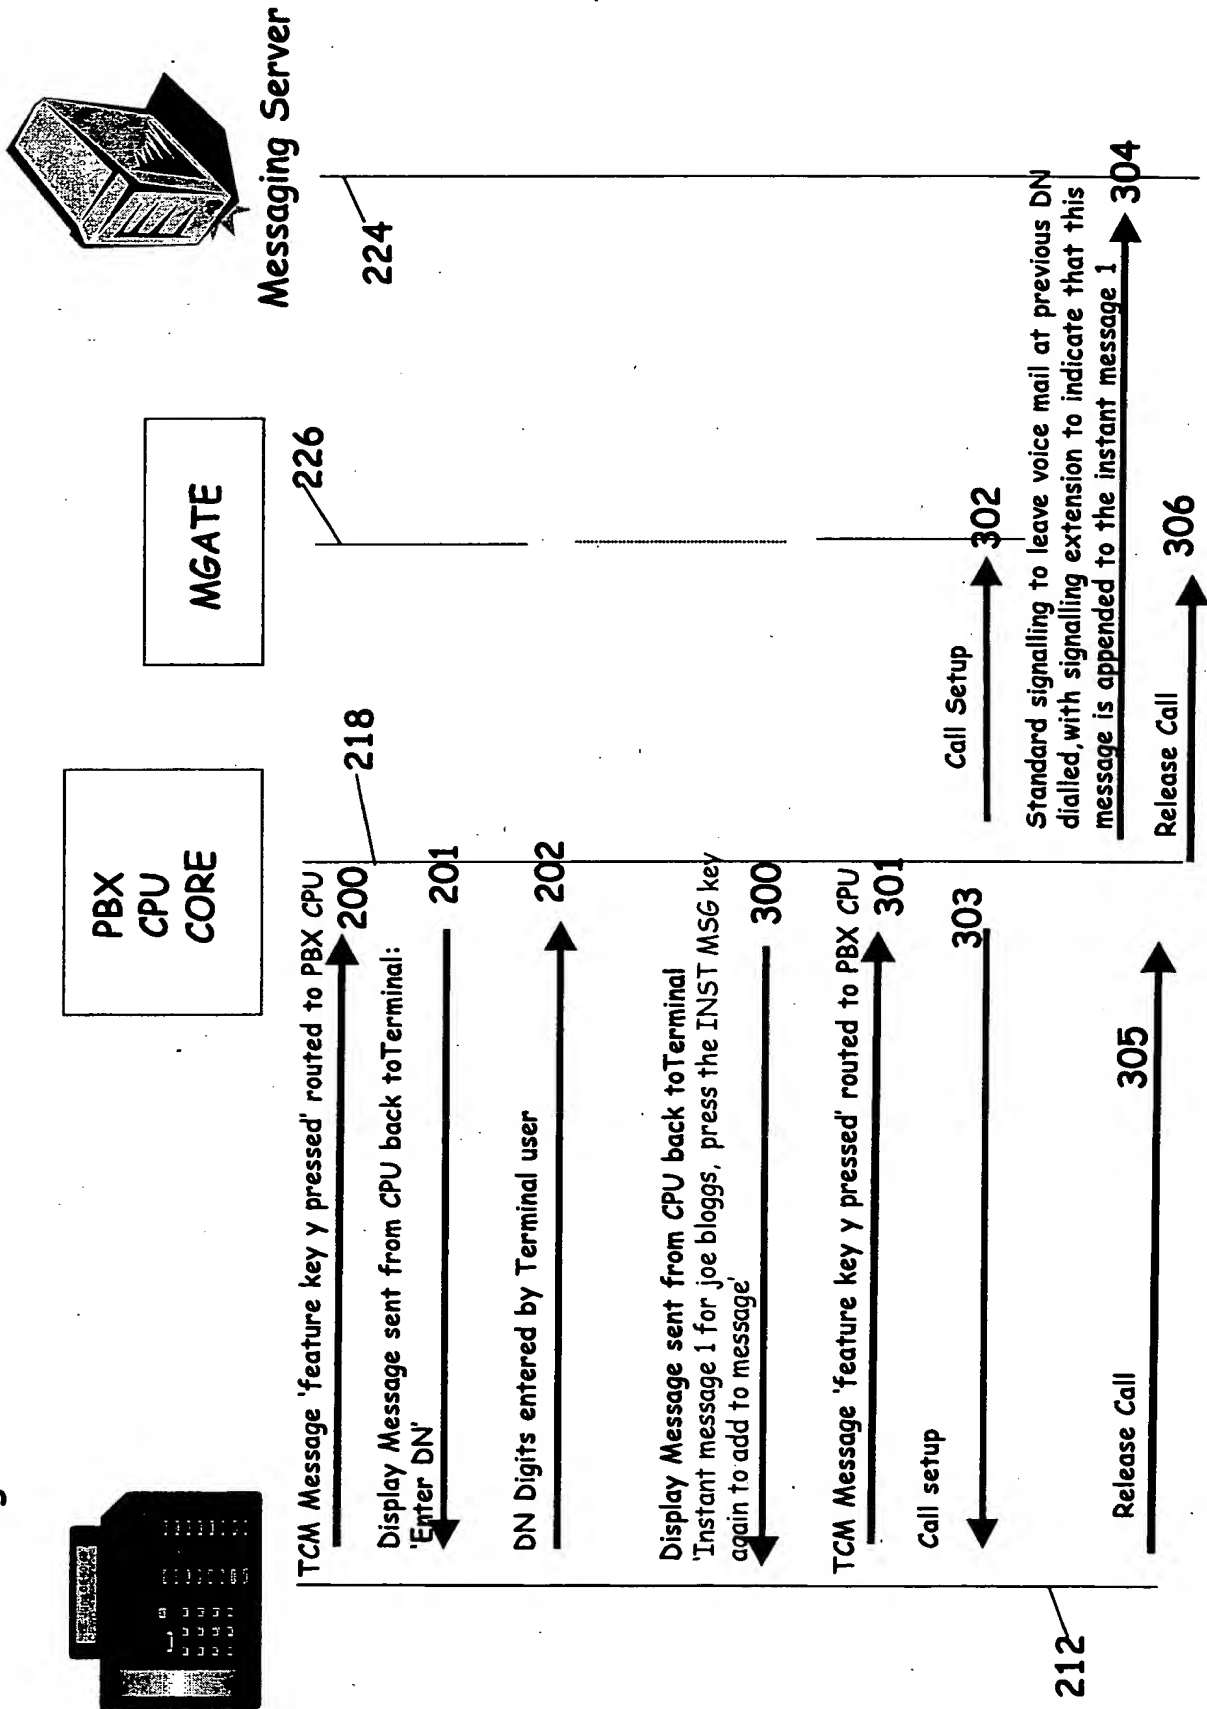 PBX
CPU
CORE
MGATE
Messaging Server
218
226
224
TCM Message 'feature key y pressed' routed to PBX CPU
200
Display Message sent from CPU back toTerminal:
'Enter DN'
201
DN Digits entered by Terminal user
202
Display Message sent from CPU back toTerminal
'Instant message 1 for joe bloggs, press the INST MSG key
again to add to message'
300
TCM Message 'feature key y pressed' routed to PBX CPU
301
Call setup
303
Call Setup
302
Standard signalling to leave voice mail at previous DN
dialled,with signalling extension to indicate that this
message is appended to the instant message 1
304
Release Call
305
Release Call
306
212